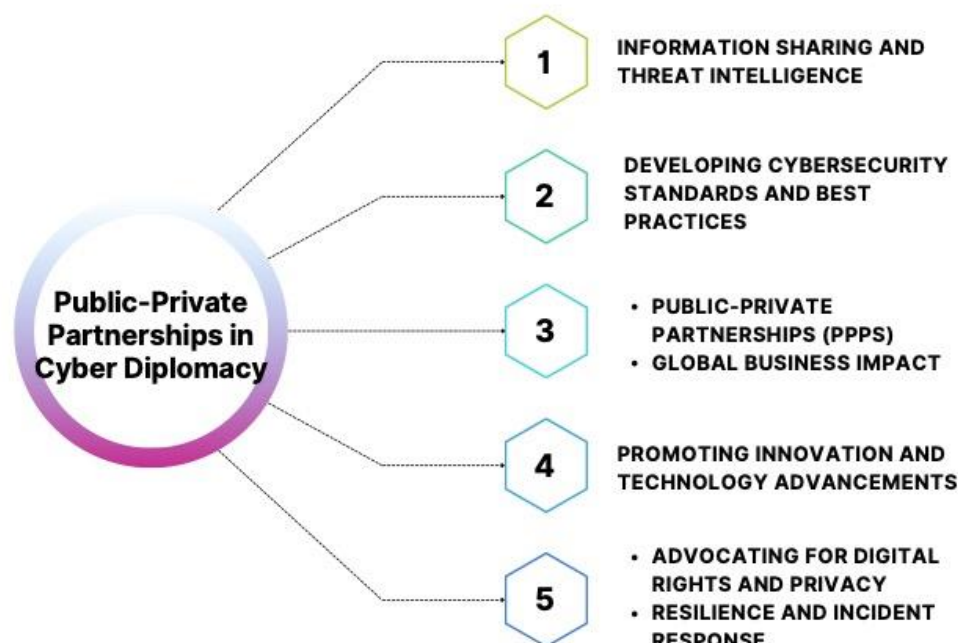 Public-Private
Partnerships in
Cyber Diplomacy
1
INFORMATION SHARING AND
THREAT INTELLIGENCE
2
DEVELOPING CYBERSECURITY
STANDARDS AND BEST
PRACTICES
3
• PUBLIC-PRIVATE
PARTNERSHIPS (PPPS)
• GLOBAL BUSINESS IMPACT
4
PROMOTING INNOVATION AND
TECHNOLOGY ADVANCEMENTS
5
• ADVOCATING FOR DIGITAL
RIGHTS AND PRIVACY
• RESILIENCE AND INCIDENT
RESPONSE